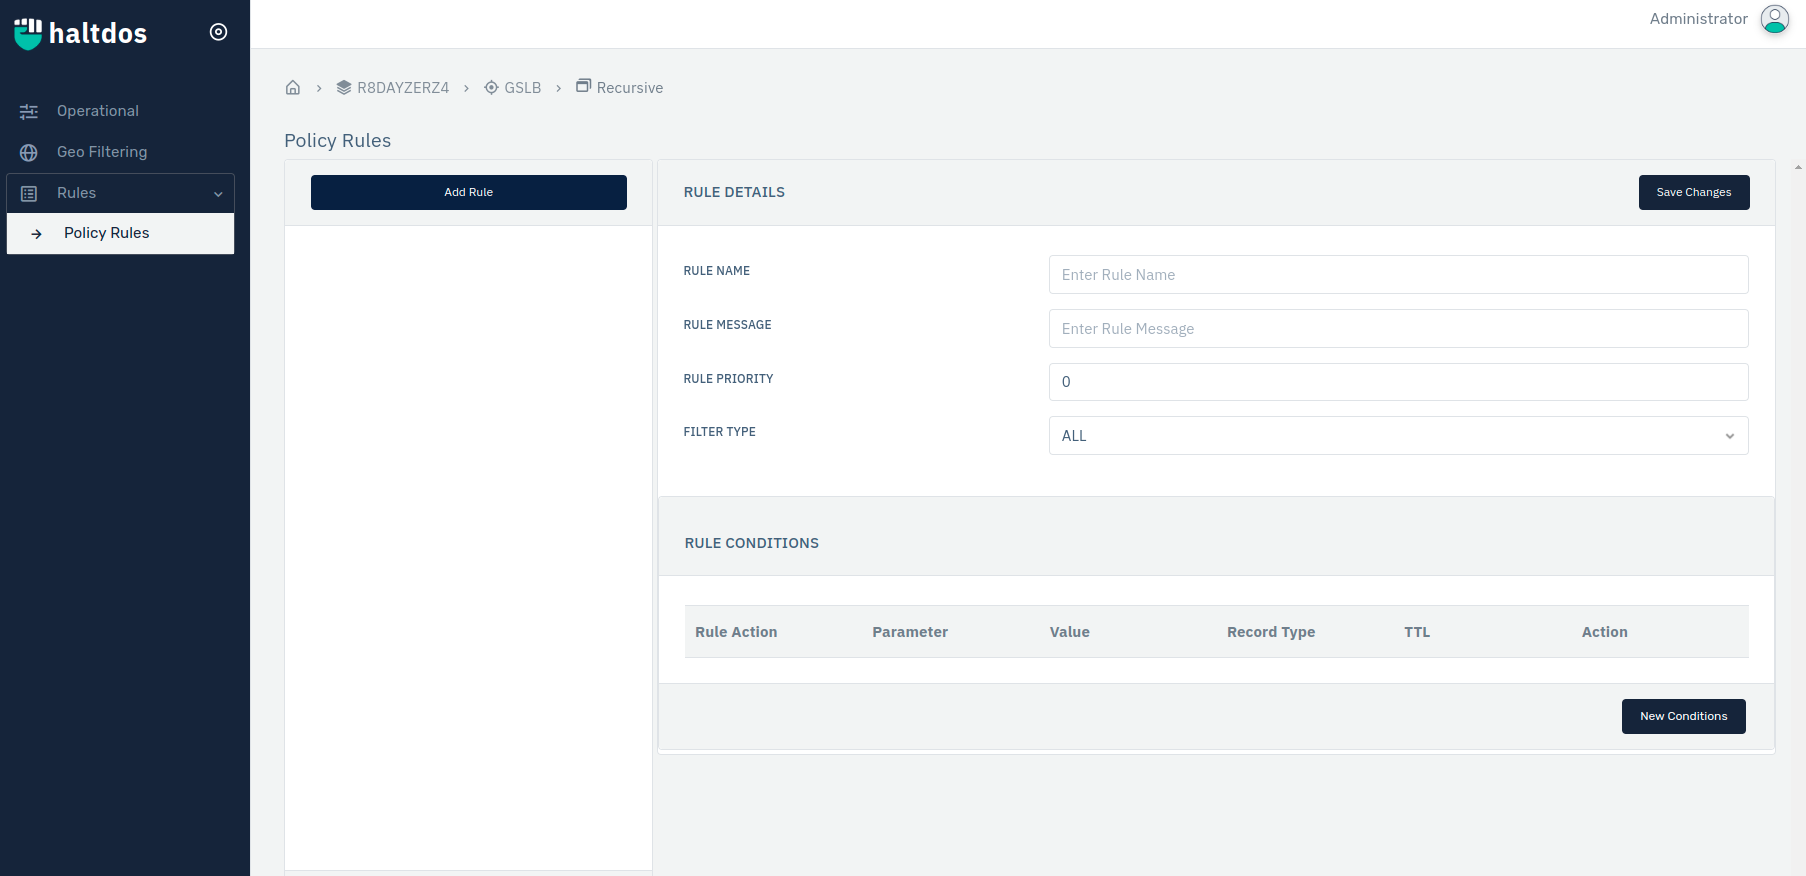 haltdos
Administrator
Operational
Geo Filtering
Rules
Policy Rules
R8DAYZERZ4 GSLB Recursive
Policy Rules
Add Rule
RULE DETAILS
Save Changes
RULE NAME
Enter Rule Name
RULE MESSAGE
Enter Rule Message
RULE PRIORITY
0
FILTER TYPE
ALL
RULE CONDITIONS
Rule Action Parameter Value Record Type TTL Action
New Conditions